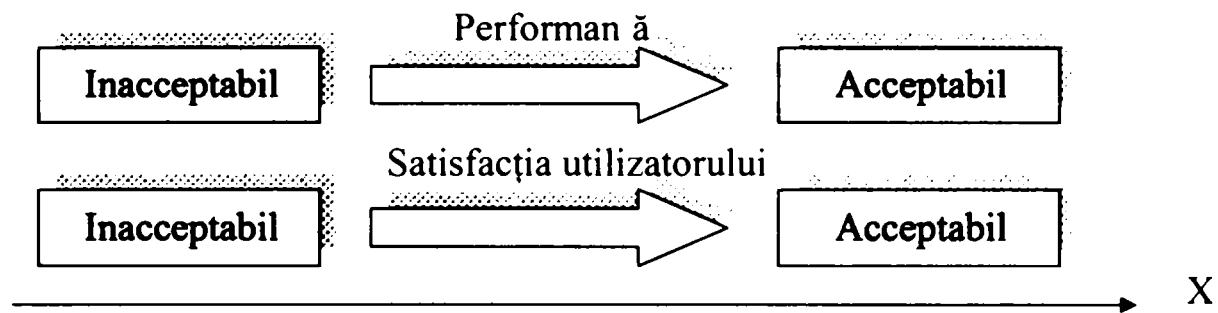 Performan ă
Inacceptabil Acceptabil
Satisfacția utilizatorului
Inacceptabil Acceptabil
X